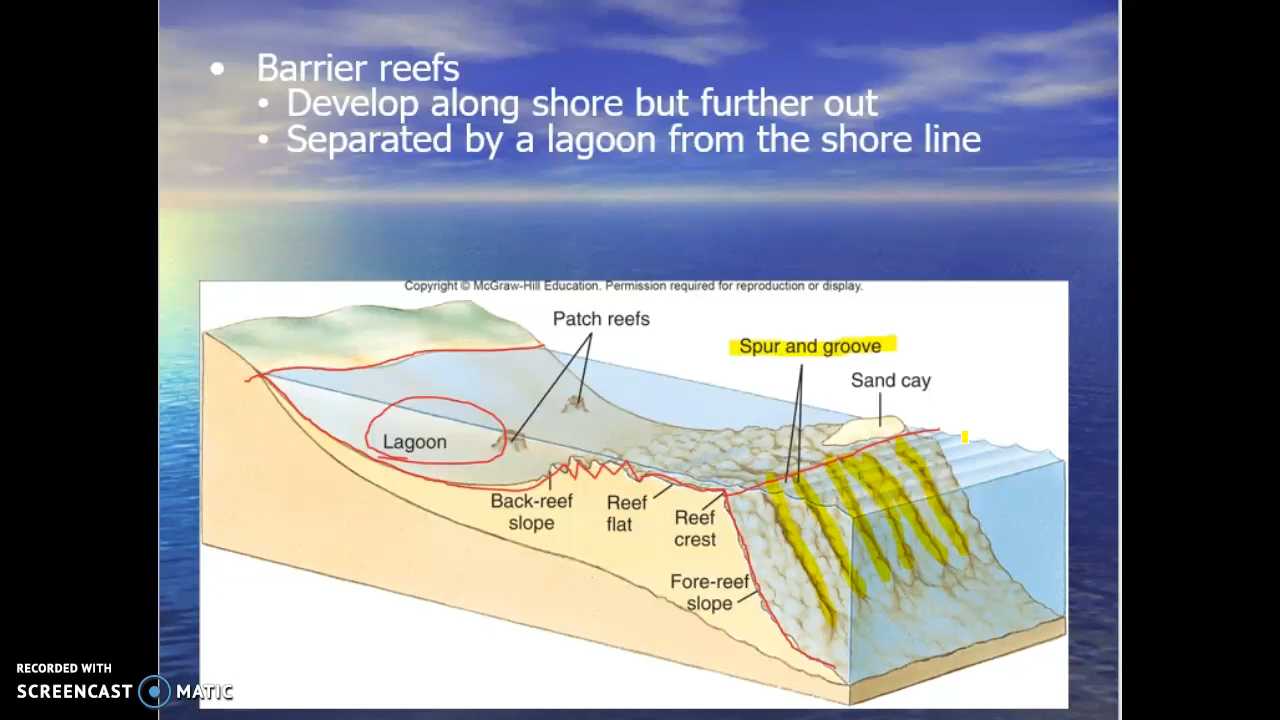 • Barrier reefs
• Develop along shore but further out
• Separated by a lagoon from the shore line
Copyright © McGraw-Hill Education. Permission required for reproduction or display.
Patch reefs
Spur and groove
Sand cay
Lagoon
Back-reef
slope
Reef
flat
Reef
crest
Fore-reef
slope
RECORDED WITH
SCREENCAST MATIC